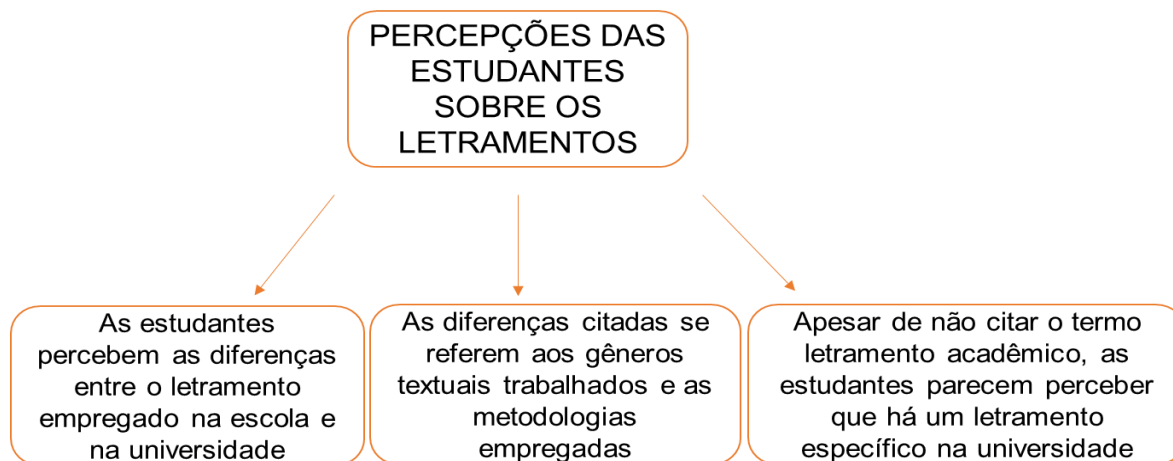 PERCEPÇÕES DAS
ESTUDANTES
SOBRE OS
LETRAMENTOS
As estudantes
percebem as diferenças
entre o letramento
empregado na escola e
na universidade
As diferenças citadas se
referem aos gêneros
textuais trabalhados e as
metodologias
empregadas
Apesar de não citar o termo
letramento acadêmico, as
estudantes parecem perceber
que há um letramento
específico na universidade